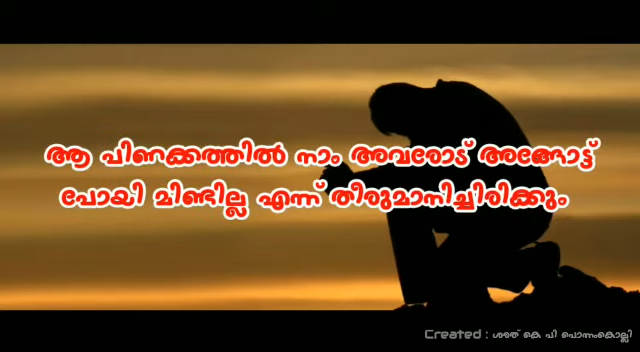 ആ പിണക്കത്തിൽ നാം അവരോട് അങ്ങോട്ട്
പോയി മിണ്ടില്ല എന്ന് തീരുമാനിച്ചിരിക്കും
Created : ശരത് കെ പി പൊന്നംകൊല്ലി